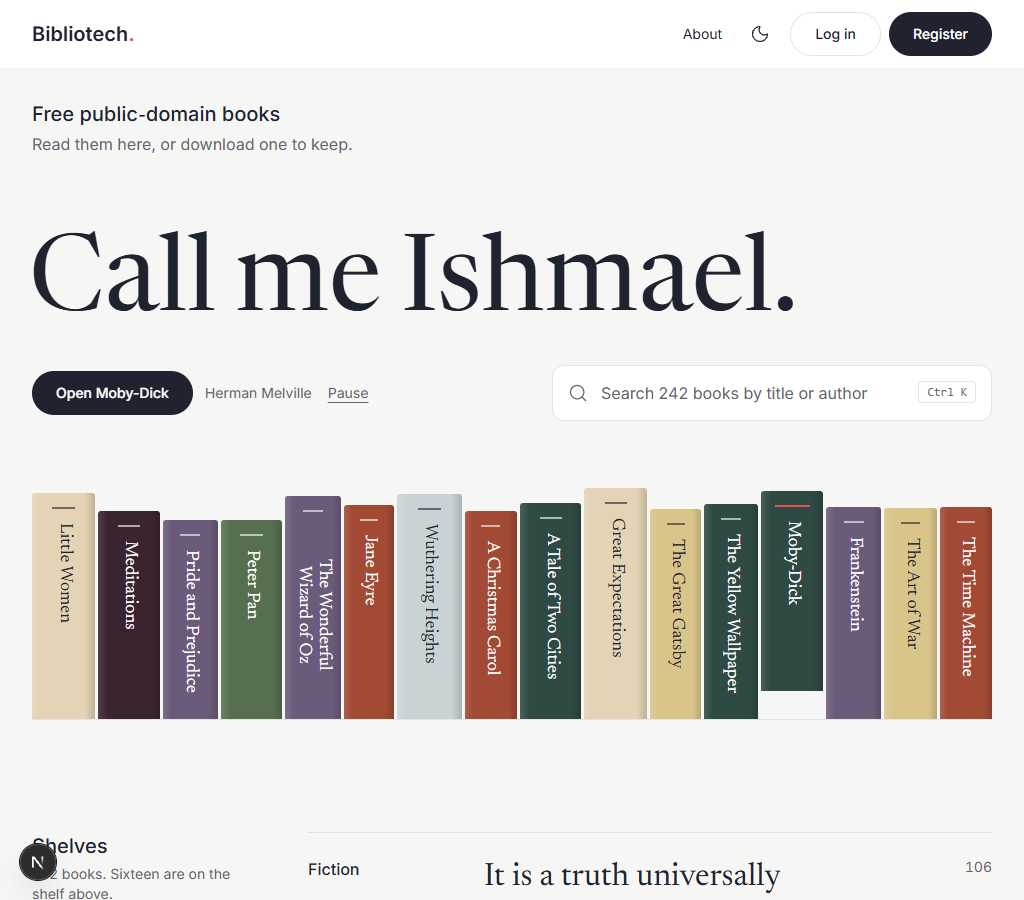 Bibliotech.
About
Log in
Register
Free public-domain books
Read them here, or download one to keep.
Call me Ishmael.
Open Moby-Dick
Herman Melville
Pause
Search 242 books by title or author
Ctrl K
Little Women
Meditations
Pride and Prejudice
Peter Pan
The Wonderful
Wizard of Oz
Jane Eyre
Wuthering Heights
A Christmas Carol
A Tale of Two Cities
Great Expectations
The Great Gatsby
The Yellow Wallpaper
Moby-Dick
Frankenstein
The Art of War
The Time Machine
Shelves
books. Sixteen are on the
shelf above.
N
Fiction
It is a truth universally
106